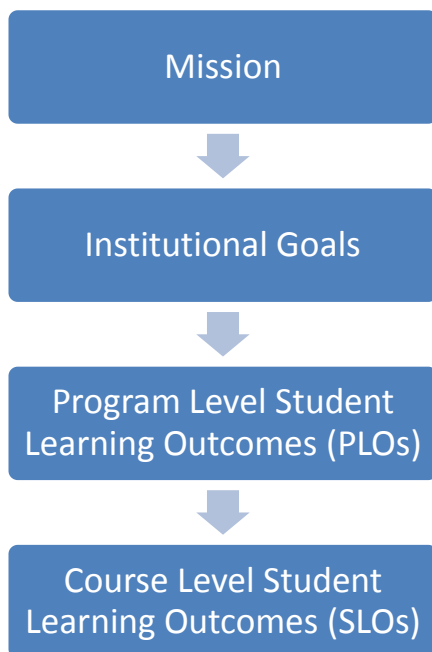 Mission
Institutional Goals
Program Level Student
Learning Outcomes (PLOs)
Course Level Student
Learning Outcomes (SLOs)